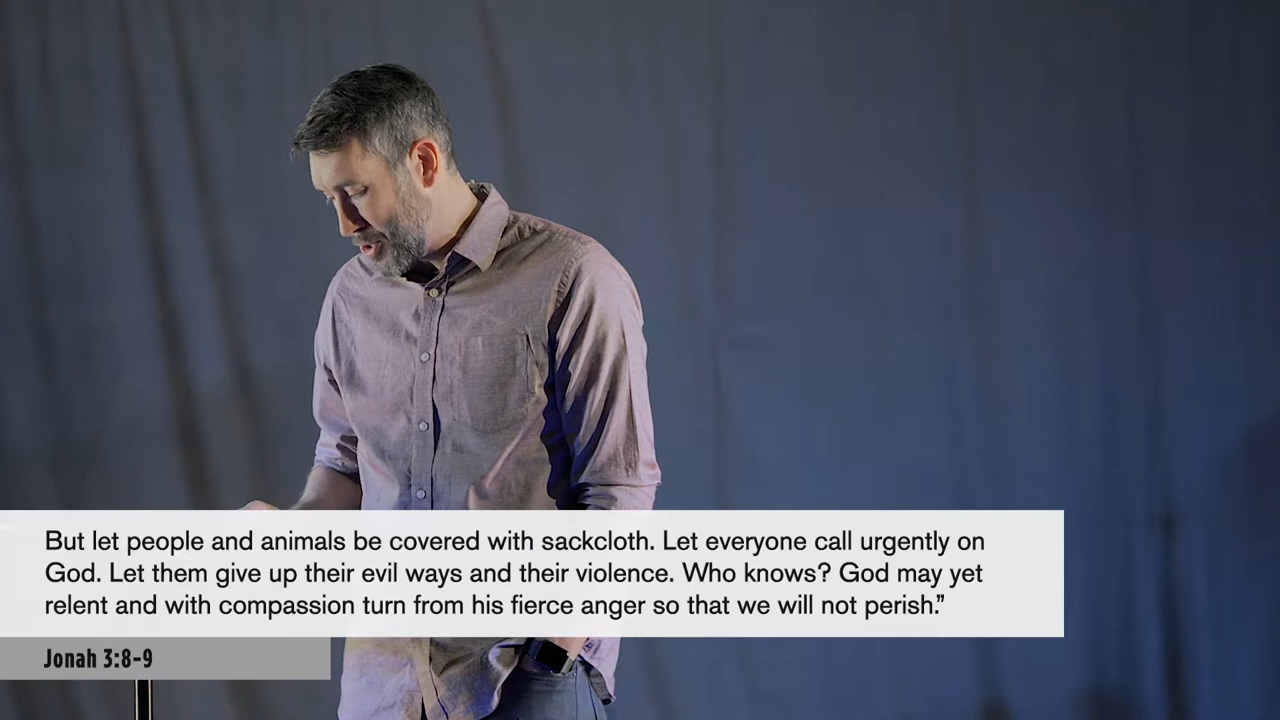 But let people and animals be covered with sackcloth. Let everyone call urgently on
God. Let them give up their evil ways and their violence. Who knows? God may yet
relent and with compassion turn from his fierce anger so that we will not perish.”
Jonah 3:8-9